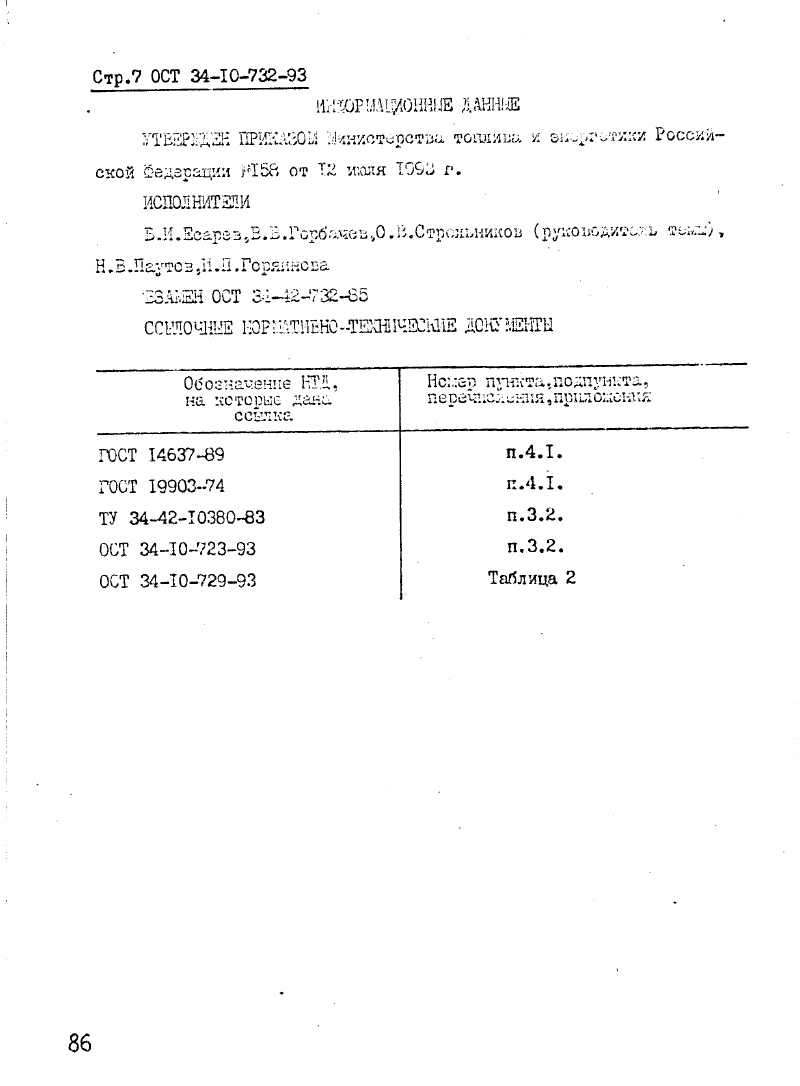 Стр.7 ОСТ 34-10-732-93
ИНФОРМАЦИОННЫЕ ДАННЫЕ
УТВЕРЖДЕН ПРИКАЗОМ Министерства топлива и энергетики Россий-
ской Федерации №158 от 12 июля 1993 г.
ИСПОЛНИТЕЛИ
В.И.Есарев,В.В.Горбачев,О.В.Стрельников (руководитель темы),
Н.В.Паутов,И.П.Горяинова
ВЗАМЕН ОСТ 34-42-732-85
ССЫЛОЧНЫЕ НОРМАТИВНО-ТЕХНИЧЕСКИЕ ДОКУМЕНТЫ
Обозначение НТД,
на которые дана
ссылка
Номер пункта,подпункта,
перечисления,приложения
ГОСТ 14637-89 п.4.1.
ГОСТ 19903-74 п.4.1.
ТУ 34-42-10380-83 п.3.2.
ОСТ 34-10-723-93 п.3.2.
ОСТ 34-10-729-93 Таблица 2
86